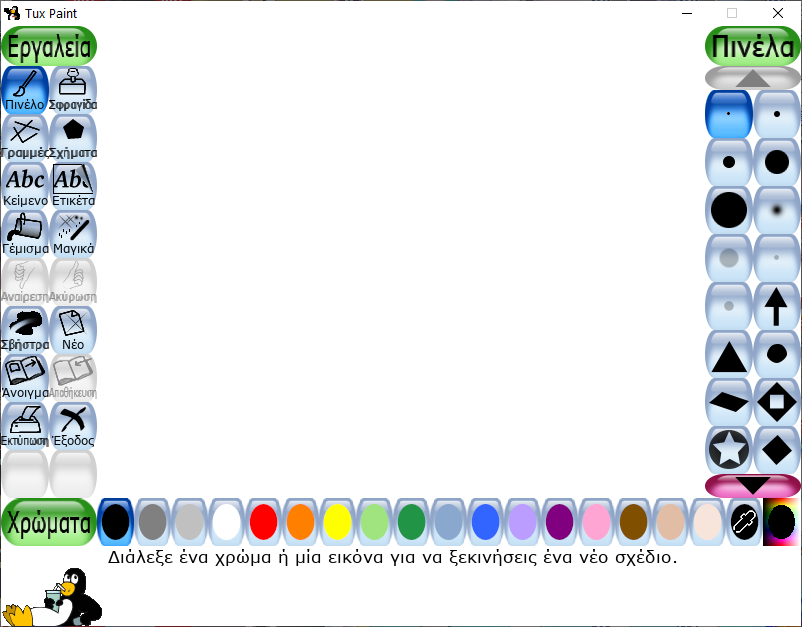 Tux Paint
Εργαλεία
Πινέλα
Πινέλο Σφραγίδα
Γραμμές Σχήματα
Abc Abc
Κείμενο Ετικέτα
Γέμισμα Μαγικά
Αναίρεση Ακύρωση
Σβήστρα Νέο
Άνοιγμα Αποθήκευση
Εκτύπωση Έξοδος
Χρώματα
Διάλεξε ένα χρώμα ή μία εικόνα για να ξεκινήσεις ένα νέο σχέδιο.